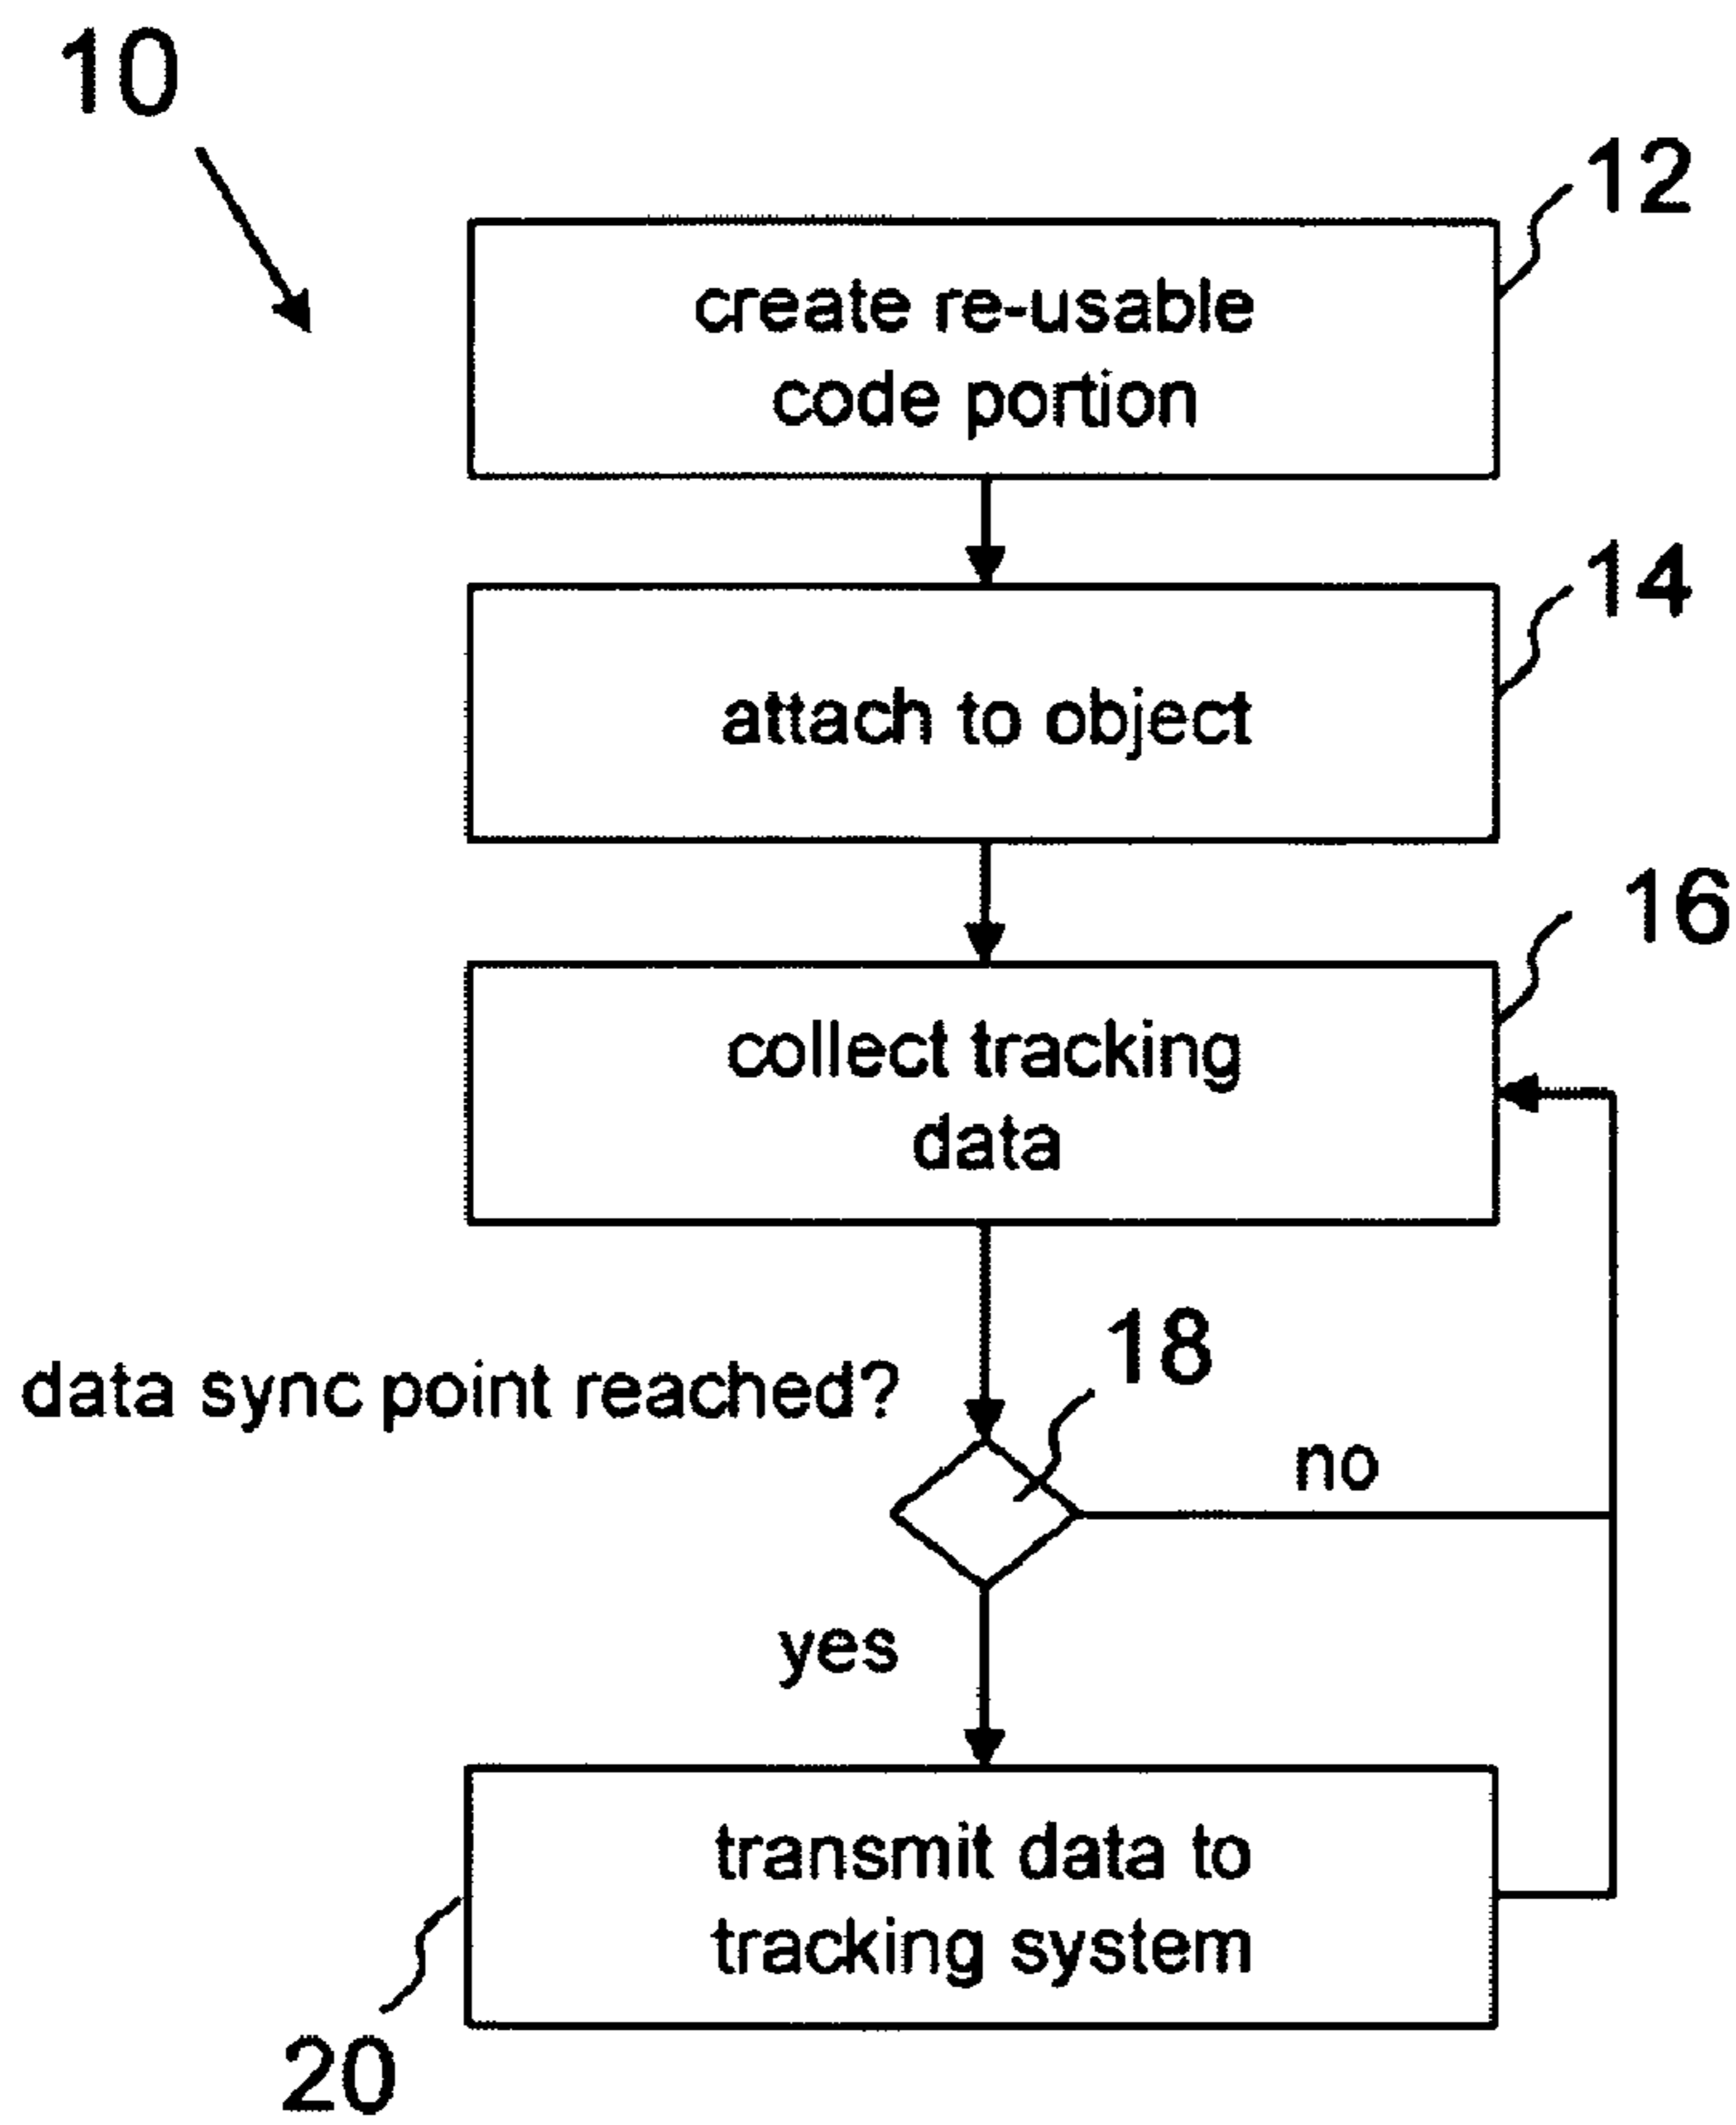 10
12
create re-usable
code portion
14
attach to object
16
collect tracking
data
18
data sync point reached?
no
yes
transmit data to
tracking system
20